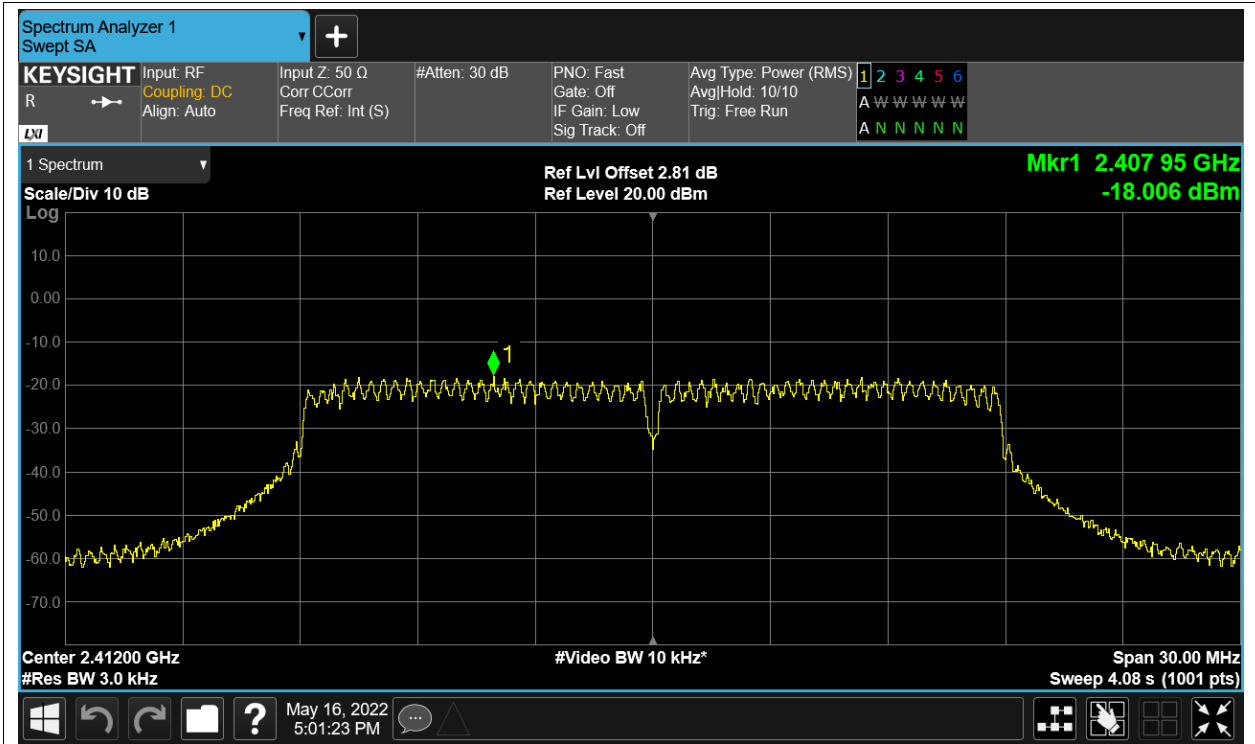 Spectrum Analyzer 1
Swept SA
+
KEYSIGHT
R
LXI
Input: RF
Coupling: DC
Align: Auto
Input Z: 50 Ω
Corr CCorr
Freq Ref: Int (S)
#Atten: 30 dB
PNO: Fast
Gate: Off
IF Gain: Low
Sig Track: Off
Avg Type: Power (RMS)
Avg|Hold: 10/10
Trig: Free Run
1 2 3 4 5 6
A W W W W W
A N N N N N
1 Spectrum
Scale/Div 10 dB
Ref Lvl Offset 2.81 dB
Ref Level 20.00 dBm
Mkr1 2.407 95 GHz
-18.006 dBm
Log
10.0
0.00
-10.0
1
-20.0
-30.0
-40.0
-50.0
-60.0
-70.0
Center 2.41200 GHz
#Video BW 10 kHz*
Span 30.00 MHz
#Res BW 3.0 kHz
Sweep 4.08 s (1001 pts)
?
May 16, 2022
5:01:23 PM